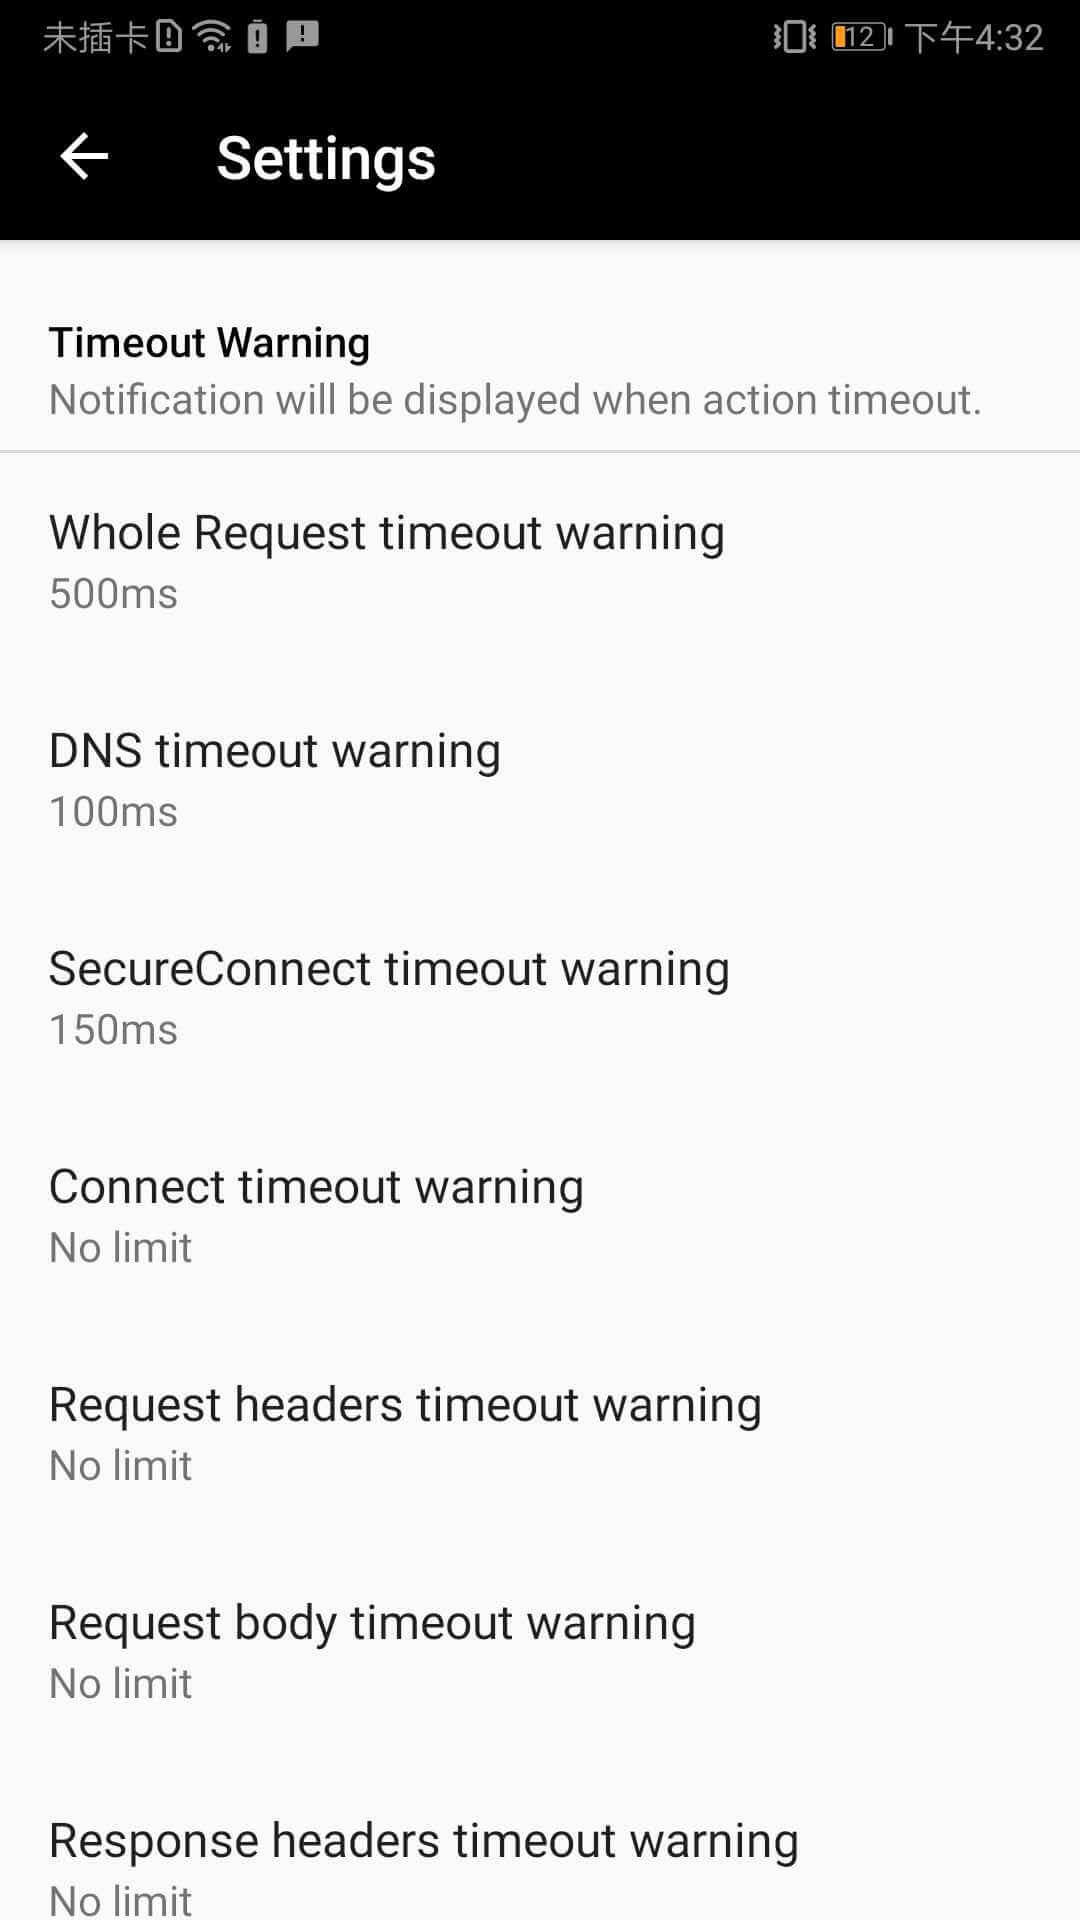 未插卡 12 下午4:32
Settings
Timeout Warning
Notification will be displayed when action timeout.
Whole Request timeout warning
500ms
DNS timeout warning
100ms
SecureConnect timeout warning
150ms
Connect timeout warning
No limit
Request headers timeout warning
No limit
Request body timeout warning
No limit
Response headers timeout warning
No limit